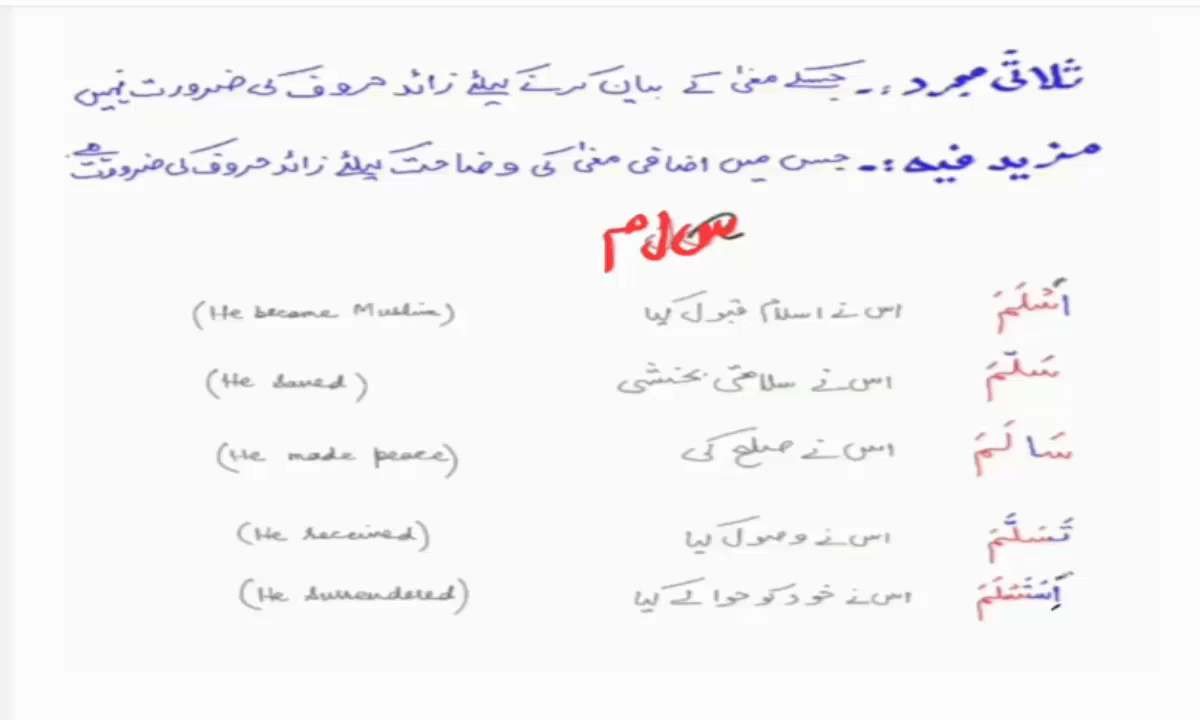 ثلاثی مجرد :۔ جسکے معنیٰ کے بیان کرنے کیلئے زائد حروف کی ضرورت نہیں
مزید فیہ :۔ جس میں اضافی معنیٰ کی وضاحت کیلئے زائد حروف کی ضرورت ہے
س ل م
أَسْلَمَ اس نے اسلام قبول کیا (He became Muslim)
سَلَّمَ اس نے سلامتی بخشی (He saved)
سَالَمَ اس نے صلح کی (He made peace)
تَسَلَّمَ اس نے وصول کیا (He received)
اِسْتَسْلَمَ اس نے خود کو حوالے کیا (He surrendered)